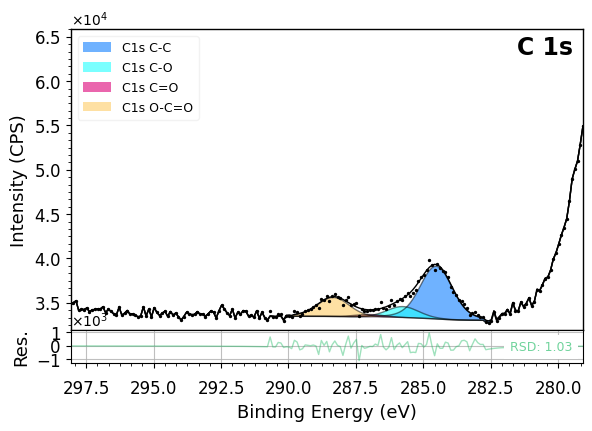 ×10⁴
C 1s
C1s C-C
C1s C-O
C1s C=O
C1s O-C=O
6.5
6.0
5.5
5.0
4.5
4.0
3.5
Intensity (CPS)
×10³
1
0
−1
Res.
RSD: 1.03
297.5 295.0 292.5 290.0 287.5 285.0 282.5 280.0
Binding Energy (eV)